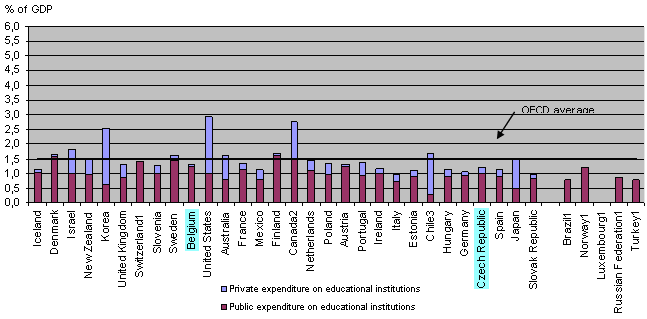 % of GDP
6,0
5,5
5,0
4,5
4,0
3,5
3,0
2,5
2,0
1,5
1,0
0,5
0,0
OECD average
Iceland
Denmark
Israel
New Zealand
Korea
United Kingdom
Switzerland1
Slovenia
Sweden
Belgium
United States
Australia
France
Mexico
Finland
Canada2
Netherlands
Poland
Austria
Portugal
Ireland
Italy
Estonia
Chile3
Hungary
Germany
Czech Republic
Spain
Japan
Slovak Republic
Brazil1
Norway1
Luxembourg1
Russian Federation1
Turkey1
Private expenditure on educational institutions
Public expenditure on educational institutions